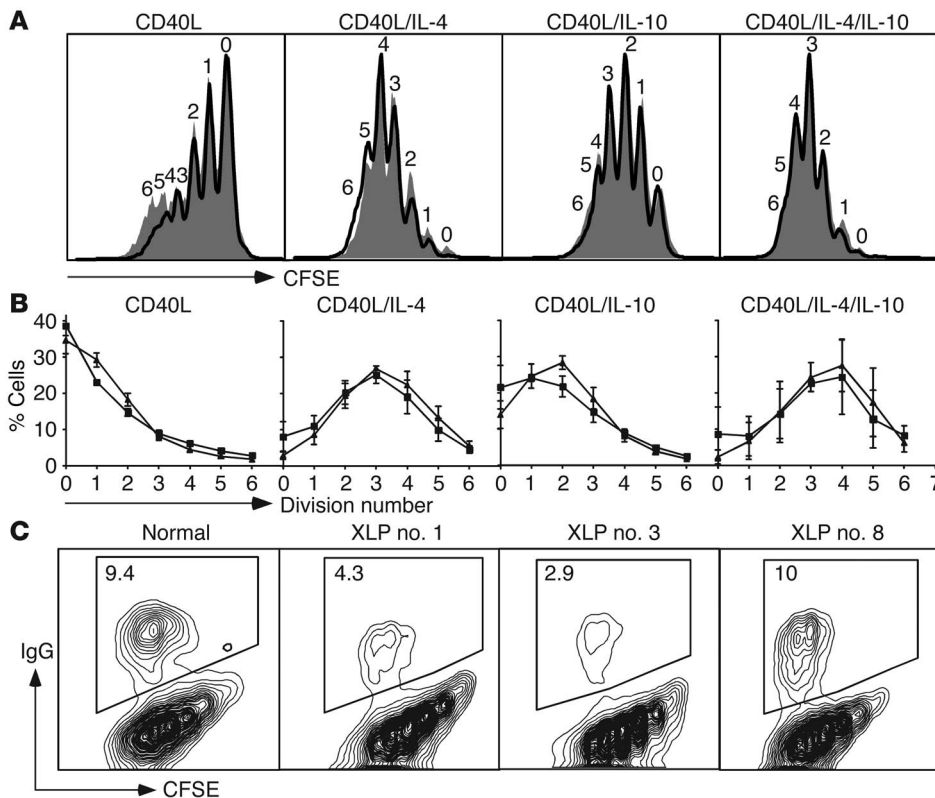 A
CD40L CD40L/IL-4 CD40L/IL-10 CD40L/IL-4/IL-10
0
1
2
3
4
5
6
4
3
5
2
6
1
0
2
3
1
4
5
0
6
3
4
2
5
1
6
0
CFSE
B
CD40L CD40L/IL-4 CD40L/IL-10 CD40L/IL-4/IL-10
% Cells
40
30
20
10
0
0 1 2 3 4 5 6 0 1 2 3 4 5 6 0 1 2 3 4 5 6 0 1 2 3 4 5 6 7
Division number
C
Normal XLP no. 1 XLP no. 3 XLP no. 8
9.4 4.3 2.9 10
IgG
CFSE